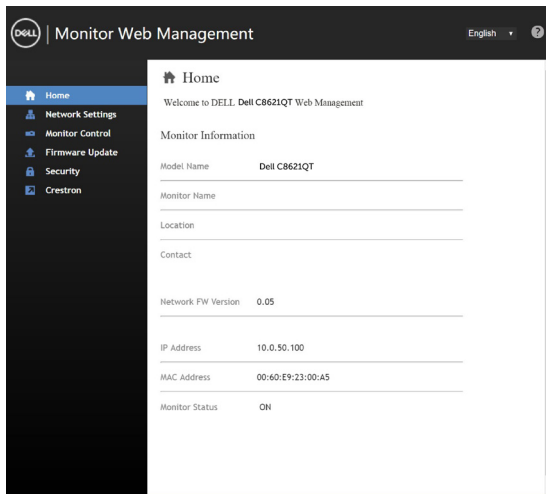 DELL | Monitor Web Management
English
?
Home
Network Settings
Monitor Control
Firmware Update
Security
Crestron
Home
Welcome to DELL Dell C8621QT Web Management
Monitor Information
Model Name Dell C8621QT
Monitor Name
Location
Contact
Network FW Version 0.05
IP Address 10.0.50.100
MAC Address 00:60:E9:23:00:A5
Monitor Status ON